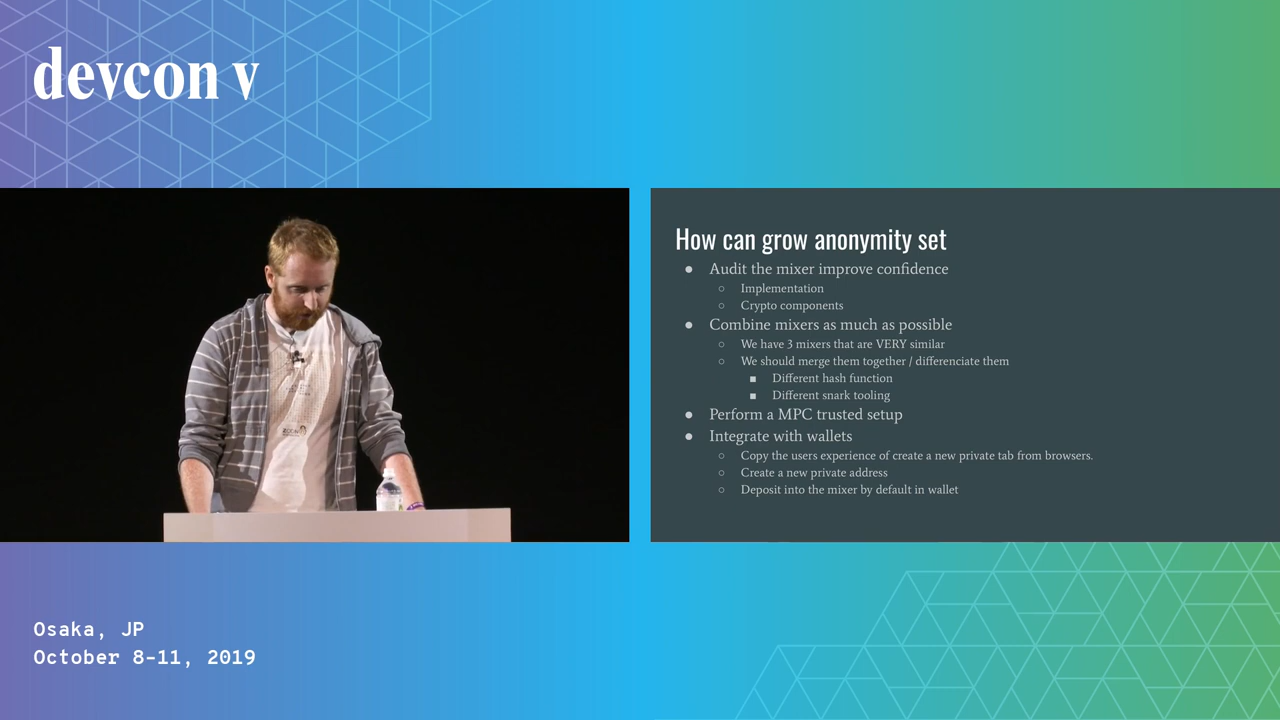 devcon v
How can grow anonymity set
Audit the mixer improve confidence
Implementation
Crypto components
Combine mixers as much as possible
We have 3 mixers that are VERY similar
We should merge them together / differenciate them
Different hash function
Different snark tooling
Perform a MPC trusted setup
Integrate with wallets
Copy the users experience of create a new private tab from browsers.
Create a new private address
Deposit into the mixer by default in wallet
Osaka, JP
October 8-11, 2019